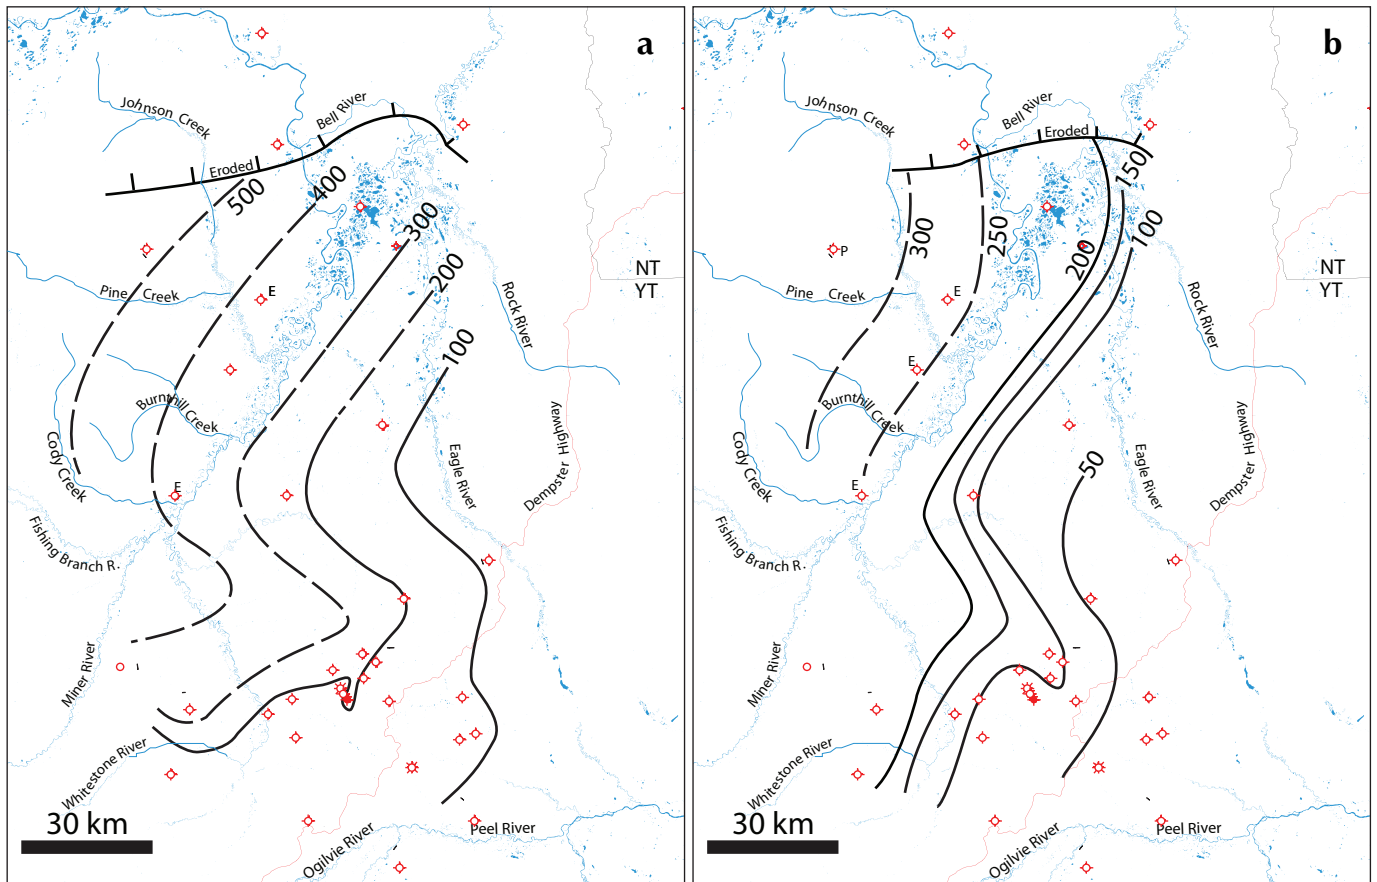 a
Johnson Creek
Bell River
Eroded
500
400
300
200
100
E
Pine Creek
NT
YT
Rock River
Burnthill Creek
Cody Creek
E
Eagle River
Dempster Highway
Fishing Branch R.
Miner River
Whitestone River
30 km
Ogilvie River
Peel River
b
Johnson Creek
Bell River
Eroded
150
300
250
200
100
P
E
Pine Creek
NT
YT
Rock River
E
Burnthill Creek
Cody Creek
E
50
Eagle River
Dempster Highway
Fishing Branch R.
Miner River
Whitestone River
30 km
Ogilvie River
Peel River